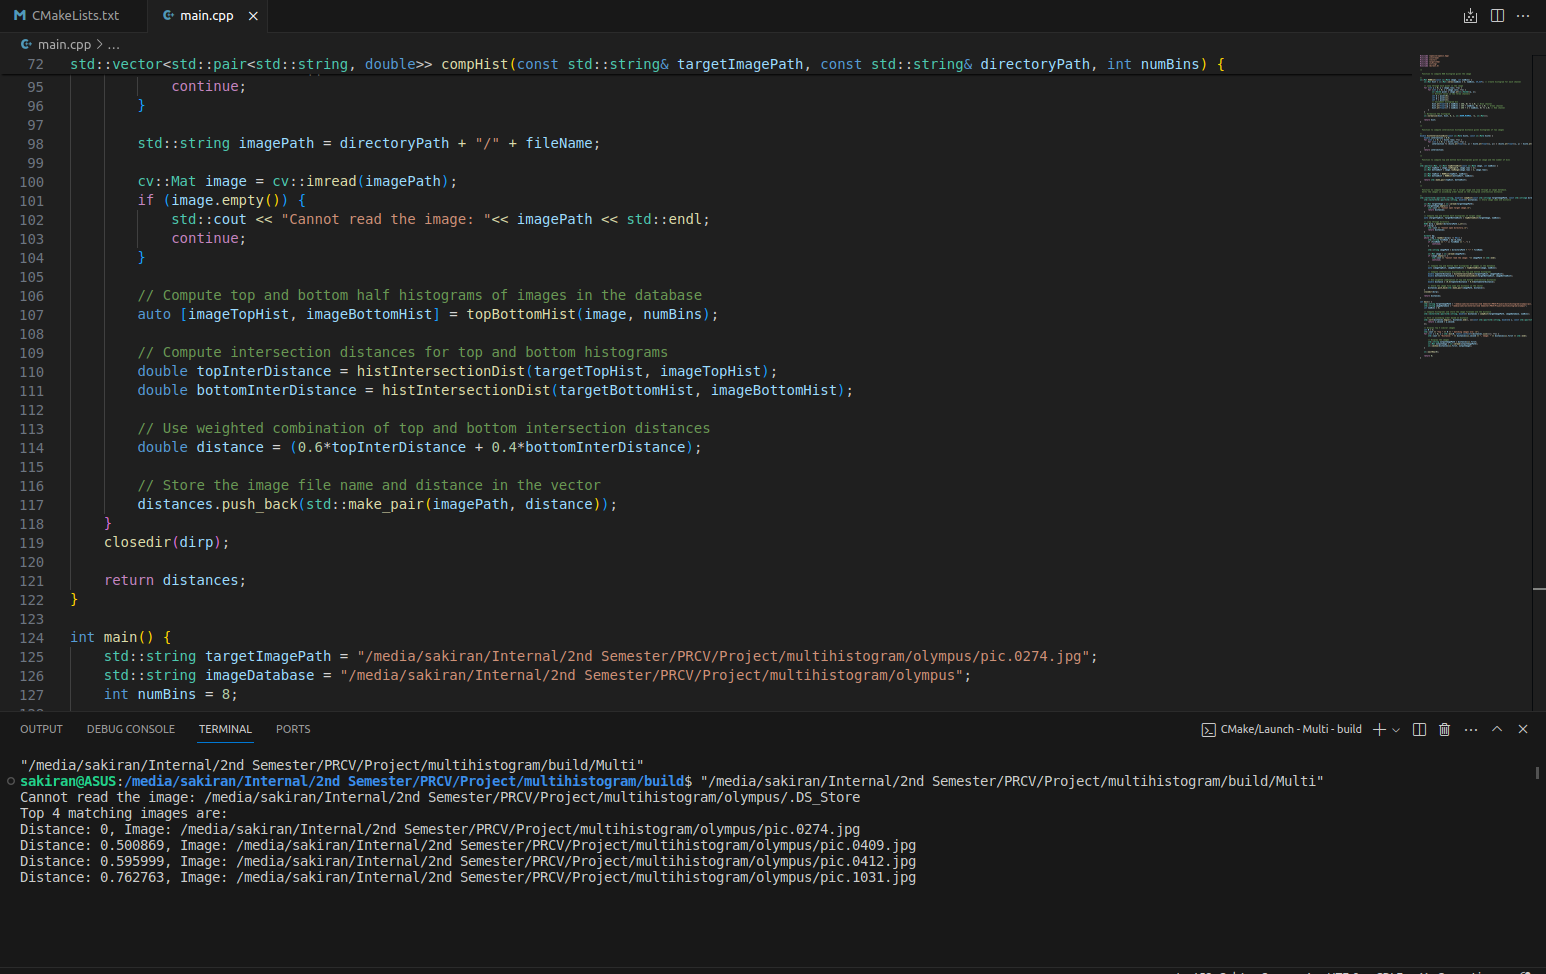 CMakeLists.txt
main.cpp
main.cpp > ...
72 std::vector<std::pair<std::string, double>> compHist(const std::string& targetImagePath, const std::string& directoryPath, int numBins) {
95 continue;
96 }
97
98 std::string imagePath = directoryPath + "/" + fileName;
99
100 cv::Mat image = cv::imread(imagePath);
101 if (image.empty()) {
102 std::cout << "Cannot read the image: "<< imagePath << std::endl;
103 continue;
104 }
105
106 // Compute top and bottom half histograms of images in the database
107 auto [imageTopHist, imageBottomHist] = topBottomHist(image, numBins);
108
109 // Compute intersection distances for top and bottom histograms
110 double topInterDistance = histIntersectionDist(targetTopHist, imageTopHist);
111 double bottomInterDistance = histIntersectionDist(targetBottomHist, imageBottomHist);
112
113 // Use weighted combination of top and bottom intersection distances
114 double distance = (0.6*topInterDistance + 0.4*bottomInterDistance);
115
116 // Store the image file name and distance in the vector
117 distances.push_back(std::make_pair(imagePath, distance));
118 }
119 closedir(dirp);
120
121 return distances;
122 }
123
124 int main() {
125 std::string targetImagePath = "/media/sakiran/Internal/2nd Semester/PRCV/Project/multihistogram/olympus/pic.0274.jpg";
126 std::string imageDatabase = "/media/sakiran/Internal/2nd Semester/PRCV/Project/multihistogram/olympus";
127 int numBins = 8;
OUTPUT DEBUG CONSOLE TERMINAL PORTS
CMake/Launch - Multi - build
"/media/sakiran/Internal/2nd Semester/PRCV/Project/multihistogram/build/Multi"
sakiran@ASUS:/media/sakiran/Internal/2nd Semester/PRCV/Project/multihistogram/build$ "/media/sakiran/Internal/2nd Semester/PRCV/Project/multihistogram/build/Multi"
Cannot read the image: /media/sakiran/Internal/2nd Semester/PRCV/Project/multihistogram/olympus/.DS_Store
Top 4 matching images are:
Distance: 0, Image: /media/sakiran/Internal/2nd Semester/PRCV/Project/multihistogram/olympus/pic.0274.jpg
Distance: 0.500869, Image: /media/sakiran/Internal/2nd Semester/PRCV/Project/multihistogram/olympus/pic.0409.jpg
Distance: 0.595999, Image: /media/sakiran/Internal/2nd Semester/PRCV/Project/multihistogram/olympus/pic.0412.jpg
Distance: 0.762763, Image: /media/sakiran/Internal/2nd Semester/PRCV/Project/multihistogram/olympus/pic.1031.jpg